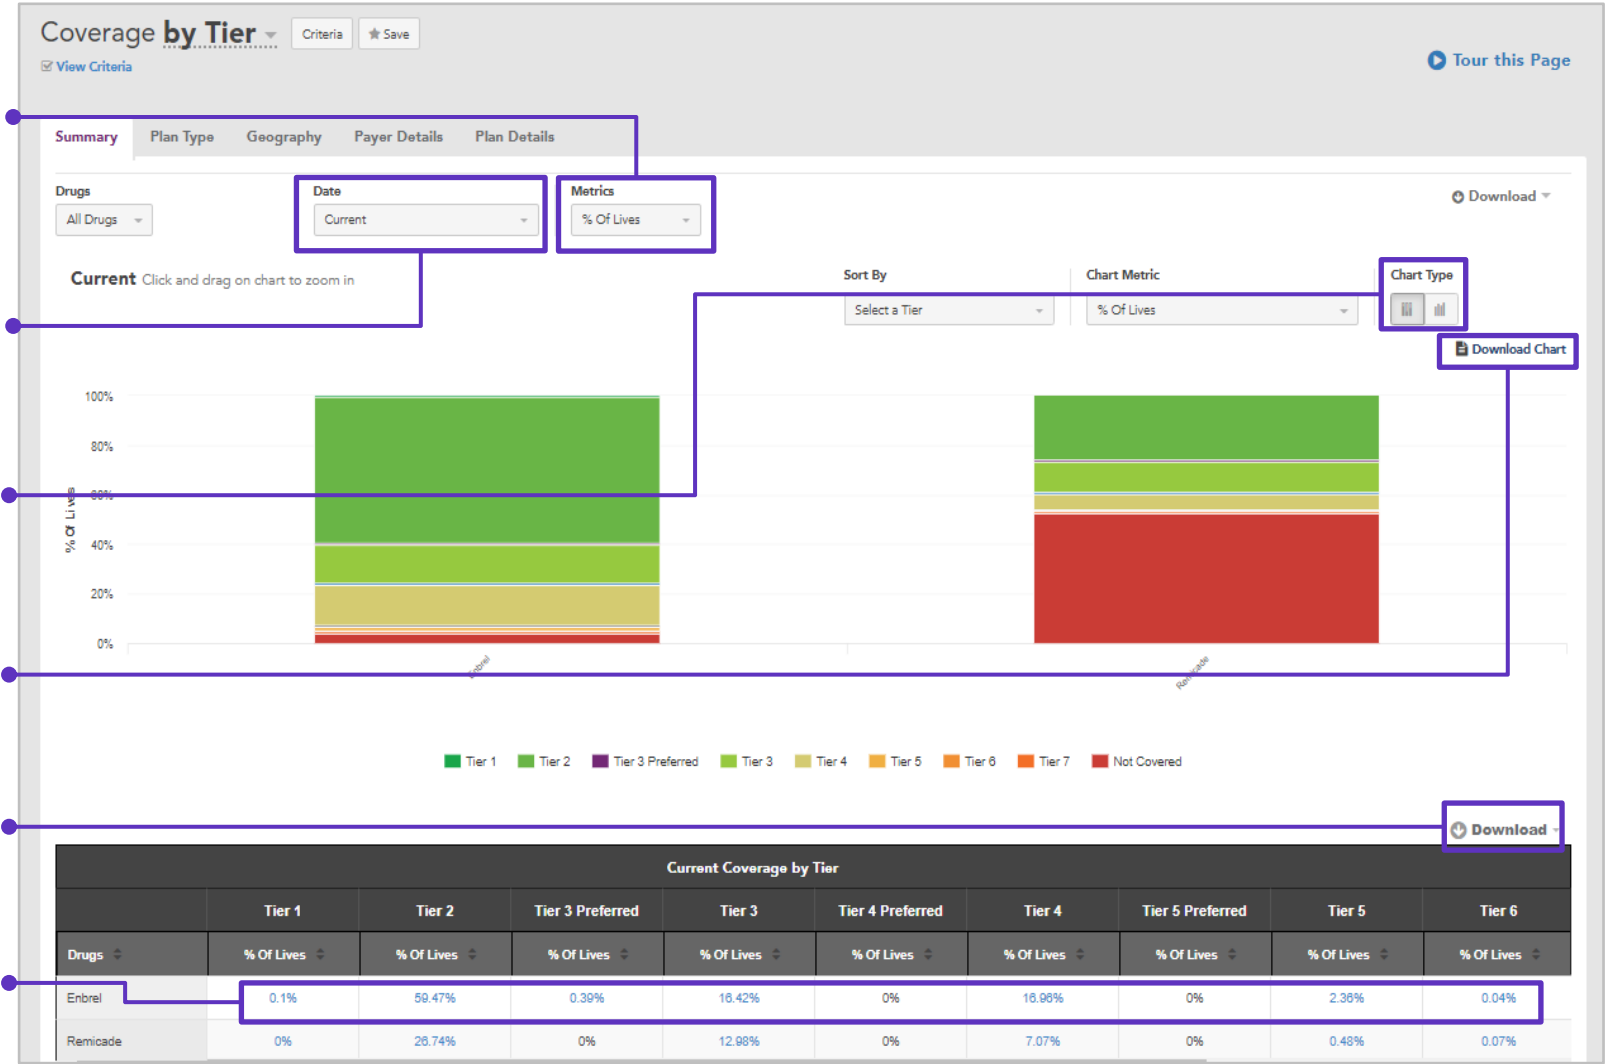 Coverage by Tier Criteria Save
View Criteria
Tour this Page
Summary Plan Type Geography Payer Details Plan Details
Drugs Date Metrics
All Drugs Current % Of Lives Download
Current Click and drag on chart to zoom in
Sort By Chart Metric Chart Type
Select a Tier % Of Lives
Download Chart
100%
80%
60%
40%
20%
0%
% Of Lives
Enbrel Remicade
Tier 1 Tier 2 Tier 3 Preferred Tier 3 Tier 4 Tier 5 Tier 6 Tier 7 Not Covered
Download
Current Coverage by Tier
Tier 1 Tier 2 Tier 3 Preferred Tier 3 Tier 4 Preferred Tier 4 Tier 5 Preferred Tier 5 Tier 6
Drugs % Of Lives % Of Lives % Of Lives % Of Lives % Of Lives % Of Lives % Of Lives % Of Lives % Of Lives
Enbrel 0.1% 59.47% 0.39% 16.42% 0% 16.96% 0% 2.36% 0.04%
Remicade 0% 26.74% 0% 12.98% 0% 7.07% 0% 0.48% 0.07%